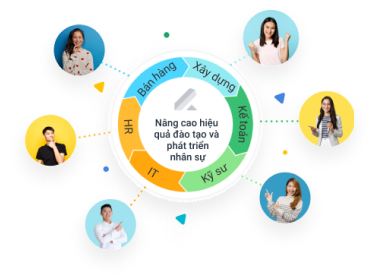 Bán hàng
Xây dựng
Kế toán
Kỹ sư
IT
HR
Nâng cao hiệu
quả đào tạo và
phát triển
nhân sự